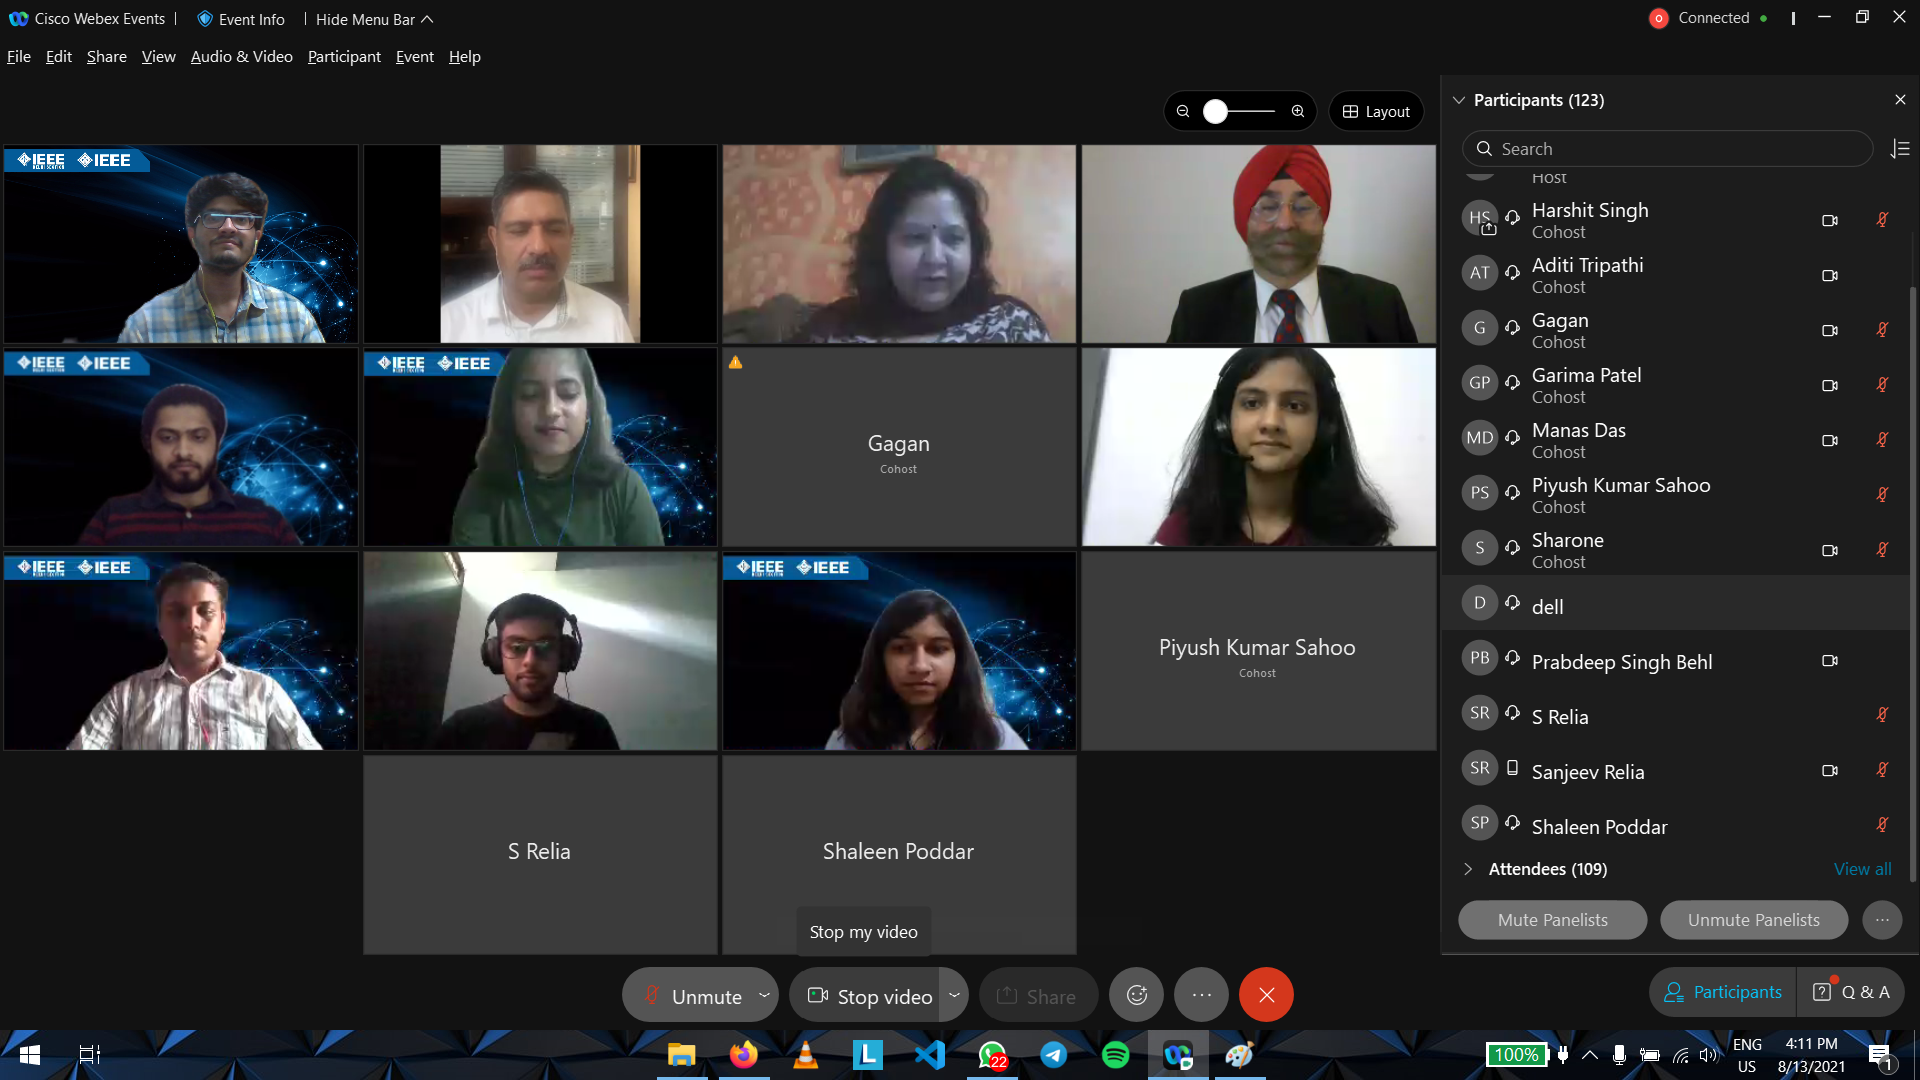 Cisco Webex Events
Event Info
Hide Menu Bar
Connected
File Edit Share View Audio & Video Participant Event Help
Layout
IEEE IEEE
IEEE IEEE
IEEE IEEE
Gagan
Cohost
IEEE IEEE
IEEE IEEE
Piyush Kumar Sahoo
Cohost
S Relia
Shaleen Poddar
Stop my video
Unmute
Stop video
Share
Participants (123)
Search
Host
HS Harshit Singh
Cohost
AT Aditi Tripathi
Cohost
G Gagan
Cohost
GP Garima Patel
Cohost
MD Manas Das
Cohost
PS Piyush Kumar Sahoo
Cohost
S Sharone
Cohost
D dell
PB Prabdeep Singh Behl
SR S Relia
SR Sanjeev Relia
SP Shaleen Poddar
Attendees (109) View all
Mute Panelists Unmute Panelists
Participants
Q & A
L
22
100%
ENG
US
4:11 PM
8/13/2021
1